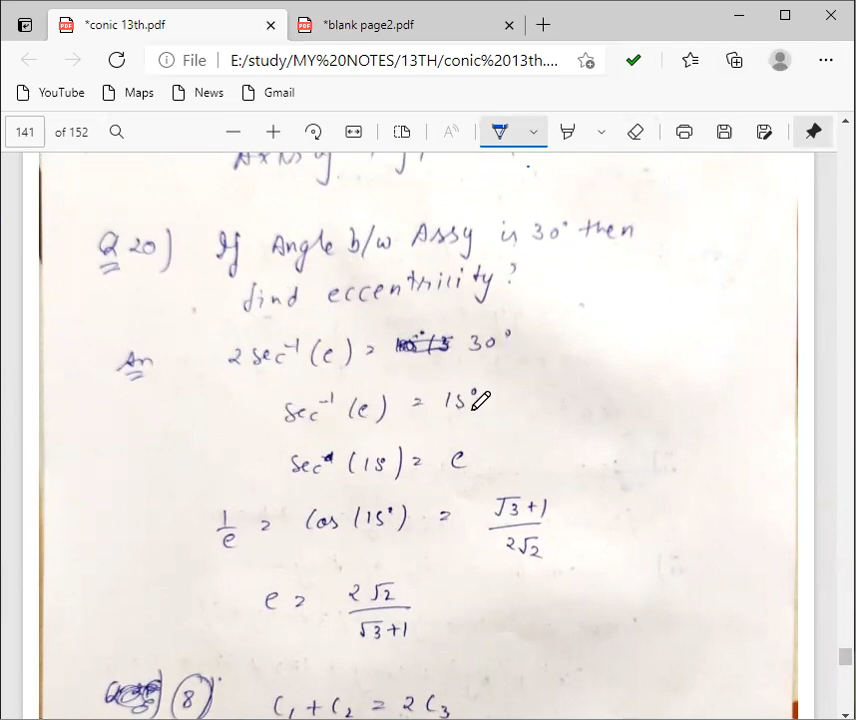 *conic 13th.pdf
*blank page2.pdf
File E:/study/MY%20NOTES/13TH/conic%2013th....
YouTube Maps News Gmail
141 of 152
Q 20) If Angle b/w Assy is 30° then
find eccentricity?
An 2 sec⁻¹ (e) = 30°
sec⁻¹ (e) = 15°
sec (15) = e
1/e = Cos (15°) = √3+1/2√2
e = 2√2/√3+1
(8) C₁ + C₂ = 2C₃